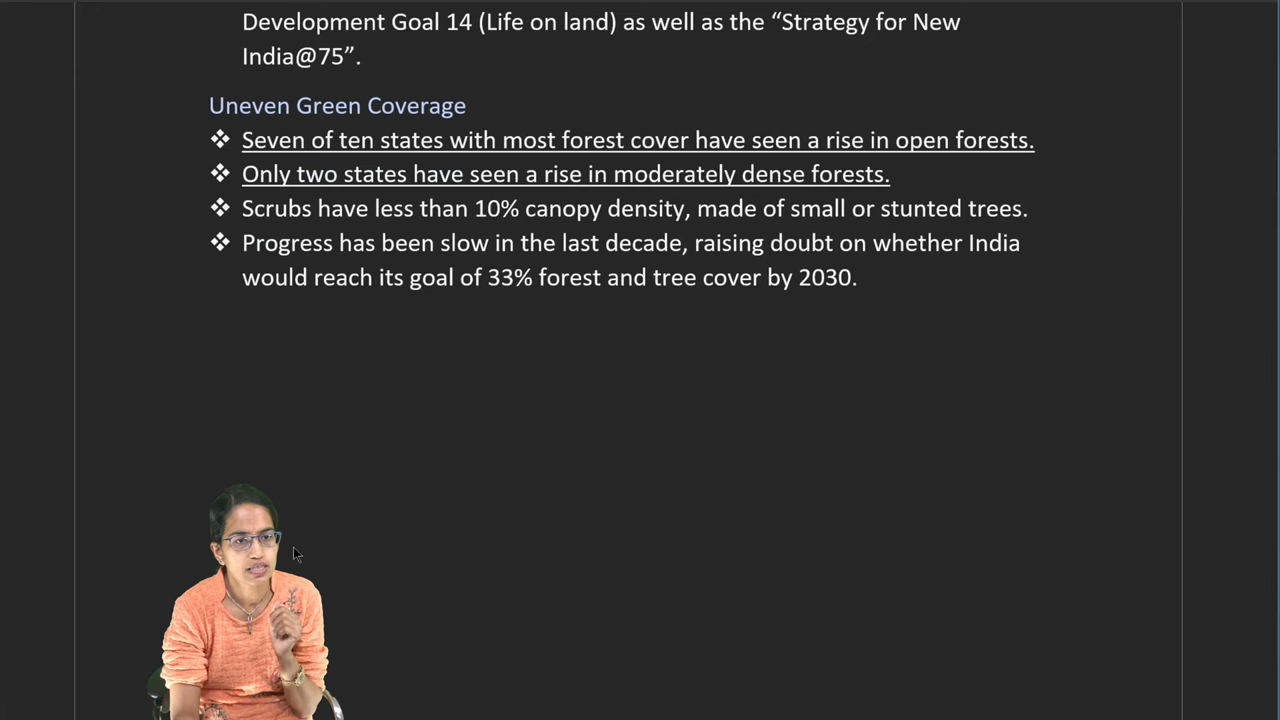 Development Goal 14 (Life on land) as well as the “Strategy for New
India@75”.
Uneven Green Coverage
❖ Seven of ten states with most forest cover have seen a rise in open forests.
❖ Only two states have seen a rise in moderately dense forests.
❖ Scrubs have less than 10% canopy density, made of small or stunted trees.
❖ Progress has been slow in the last decade, raising doubt on whether India
would reach its goal of 33% forest and tree cover by 2030.